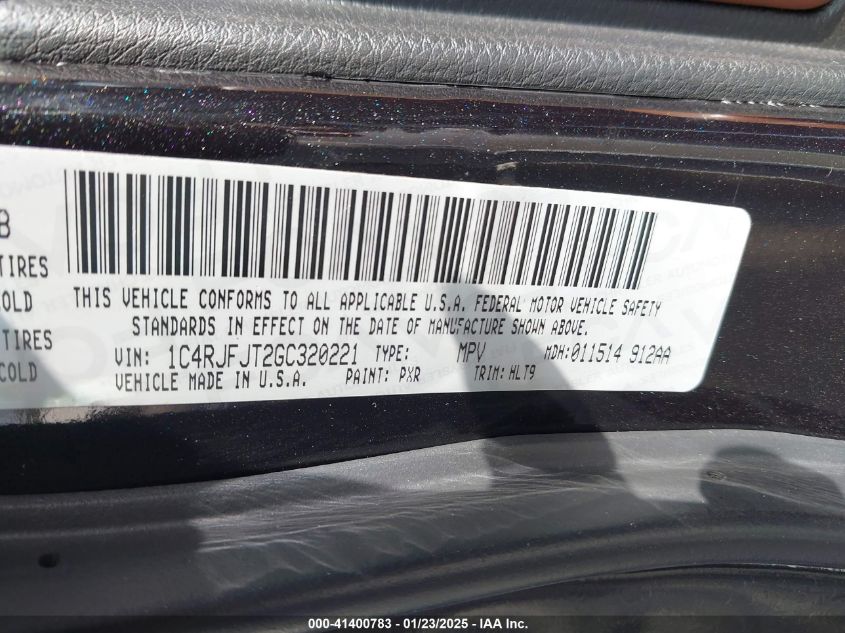 B
TIRES
COLD
TIRES
COLD
THIS VEHICLE CONFORMS TO ALL APPLICABLE U.S.A. FEDERAL MOTOR VEHICLE SAFETY
STANDARDS IN EFFECT ON THE DATE OF MANUFACTURE SHOWN ABOVE.
VIN: 1C4RJFJT2GC320221 TYPE: MPV MDH:011514 912AA
VEHICLE MADE IN U.S.A. PAINT: PXR TRIM: HLT9
000-41400783 — 01/23/2025 — IAA Inc.